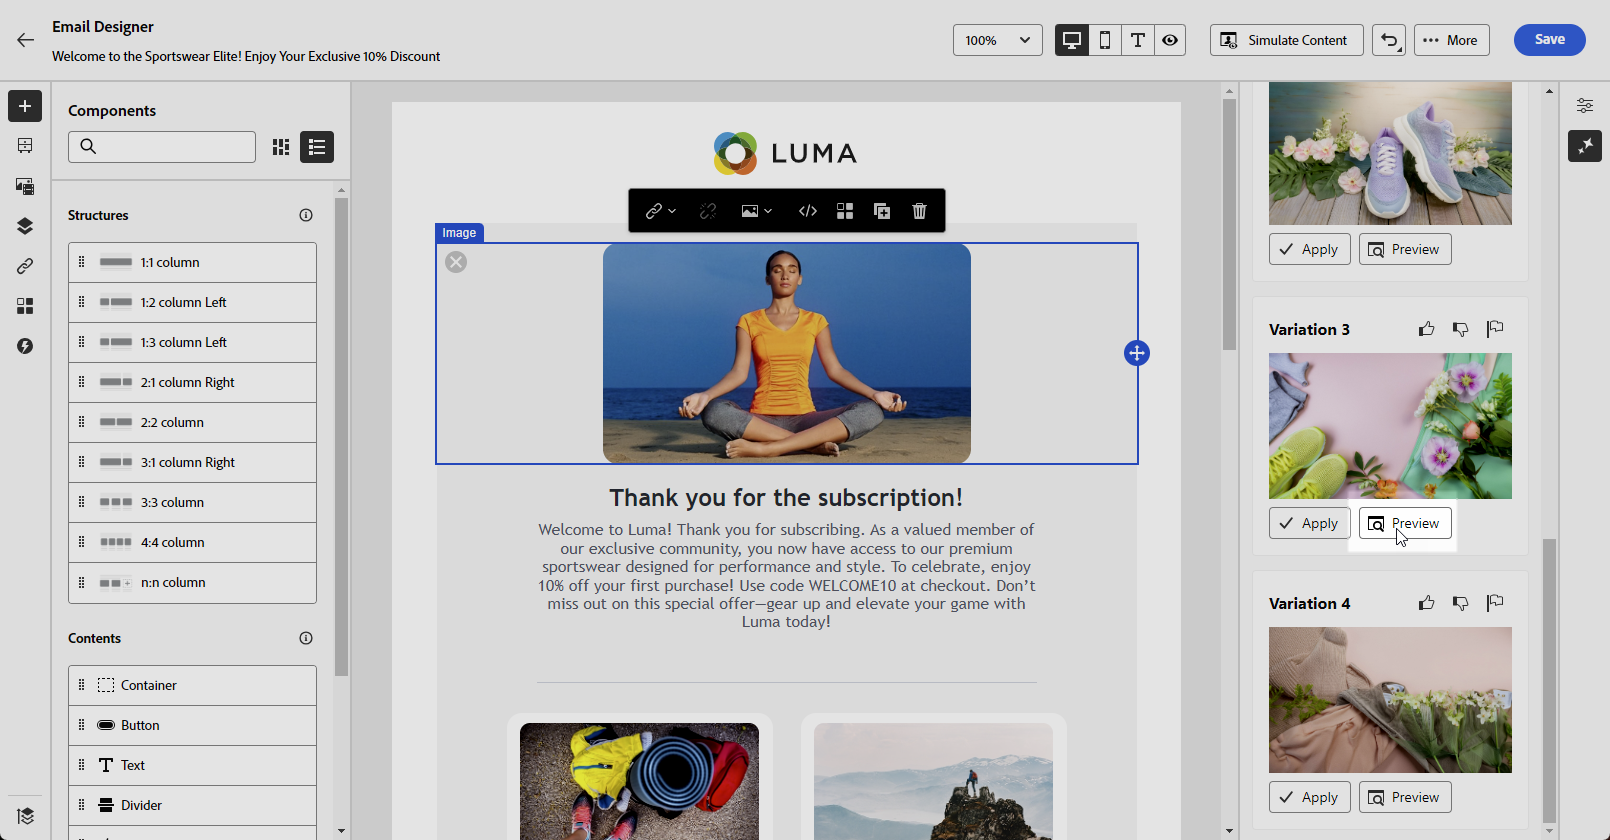 Email Designer
Welcome to the Sportswear Elite! Enjoy Your Exclusive 10% Discount
100%
Simulate Content
More
Save
Components
Structures
1:1 column
1:2 column Left
1:3 column Left
2:1 column Right
2:2 column
3:1 column Right
3:3 column
4:4 column
n:n column
Contents
Container
Button
Text
Divider
LUMA
Image
Thank you for the subscription!
Welcome to Luma! Thank you for subscribing. As a valued member of
our exclusive community, you now have access to our premium
sportswear designed for performance and style. To celebrate, enjoy
10% off your first purchase! Use code WELCOME10 at checkout. Don’t
miss out on this special offer—gear up and elevate your game with
Luma today!
Apply
Preview
Variation 3
Apply
Preview
Variation 4
Apply
Preview